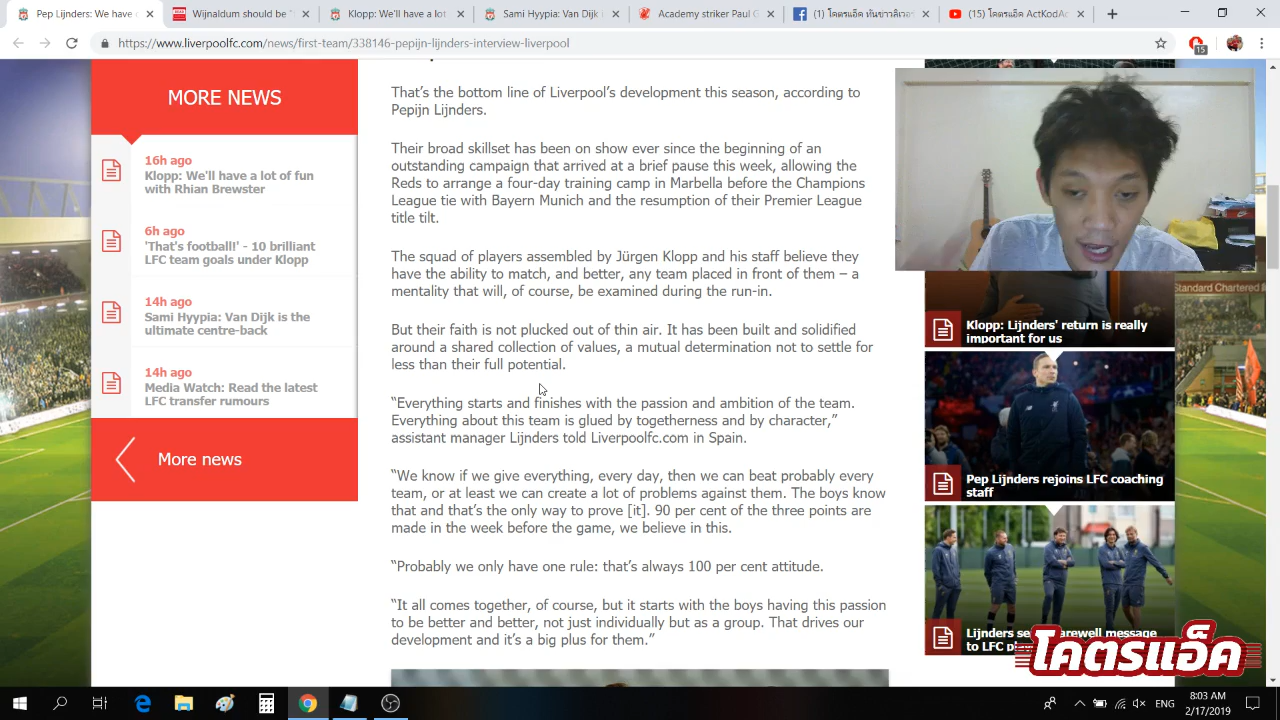 Pep Lijnders: We have c
Wijnaldum should be "
Klopp: We'll have a lot
Sami Hyypia: Van Dijk
Academy striker Paul G
(1) โคตรแอ็ค
(15) โคตรแอ็ค ActKodAc
https://www.liverpoolfc.com/news/first-team/338146-pepijn-lijnders-interview-liverpool
15
MORE NEWS
16h ago
Klopp: We'll have a lot of fun
with Rhian Brewster
6h ago
'That's football!' - 10 brilliant
LFC team goals under Klopp
14h ago
Sami Hyypia: Van Dijk is the
ultimate centre-back
14h ago
Media Watch: Read the latest
LFC transfer rumours
More news
That's the bottom line of Liverpool's development this season, according to
Pepijn Lijnders.
Their broad skillset has been on show ever since the beginning of an
outstanding campaign that arrived at a brief pause this week, allowing the
Reds to arrange a four-day training camp in Marbella before the Champions
League tie with Bayern Munich and the resumption of their Premier League
title tilt.
The squad of players assembled by Jürgen Klopp and his staff believe they
have the ability to match, and better, any team placed in front of them – a
mentality that will, of course, be examined during the run-in.
But their faith is not plucked out of thin air. It has been built and solidified
around a shared collection of values, a mutual determination not to settle for
less than their full potential.
“Everything starts and finishes with the passion and ambition of the team.
Everything about this team is glued by togetherness and by character,”
assistant manager Lijnders told Liverpoolfc.com in Spain.
“We know if we give everything, every day, then we can beat probably every
team, or at least we can create a lot of problems against them. The boys know
that and that's the only way to prove [it]. 90 per cent of the three points are
made in the week before the game, we believe in this.
“Probably we only have one rule: that's always 100 per cent attitude.
“It all comes together, of course, but it starts with the boys having this passion
to be better and better, not just individually but as a group. That drives our
development and it's a big plus for them.”
Standard Chartered
Klopp: Lijnders' return is really
important for us
Pep Lijnders rejoins LFC coaching
staff
Lijnders se arewell message
to LFC p
โคตรแอ็ค
ENG
8:03 AM
2/17/2019